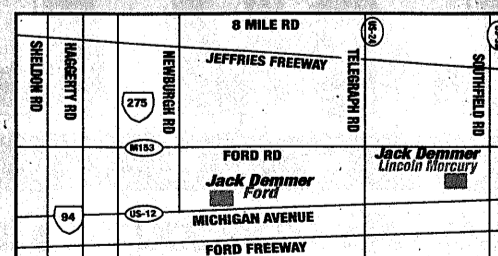 8 MILE RD
JEFFRIES FREEWAY
SHELDON RD
HAGGERTY RD
275
NEWBURGH RD
TELEGRAPH RD
US-24
SOUTHFIELD RD
M153
FORD RD
Jack Demmer
Lincoln Mercury
Jack Demmer
Ford
94
US-12
MICHIGAN AVENUE
FORD FREEWAY